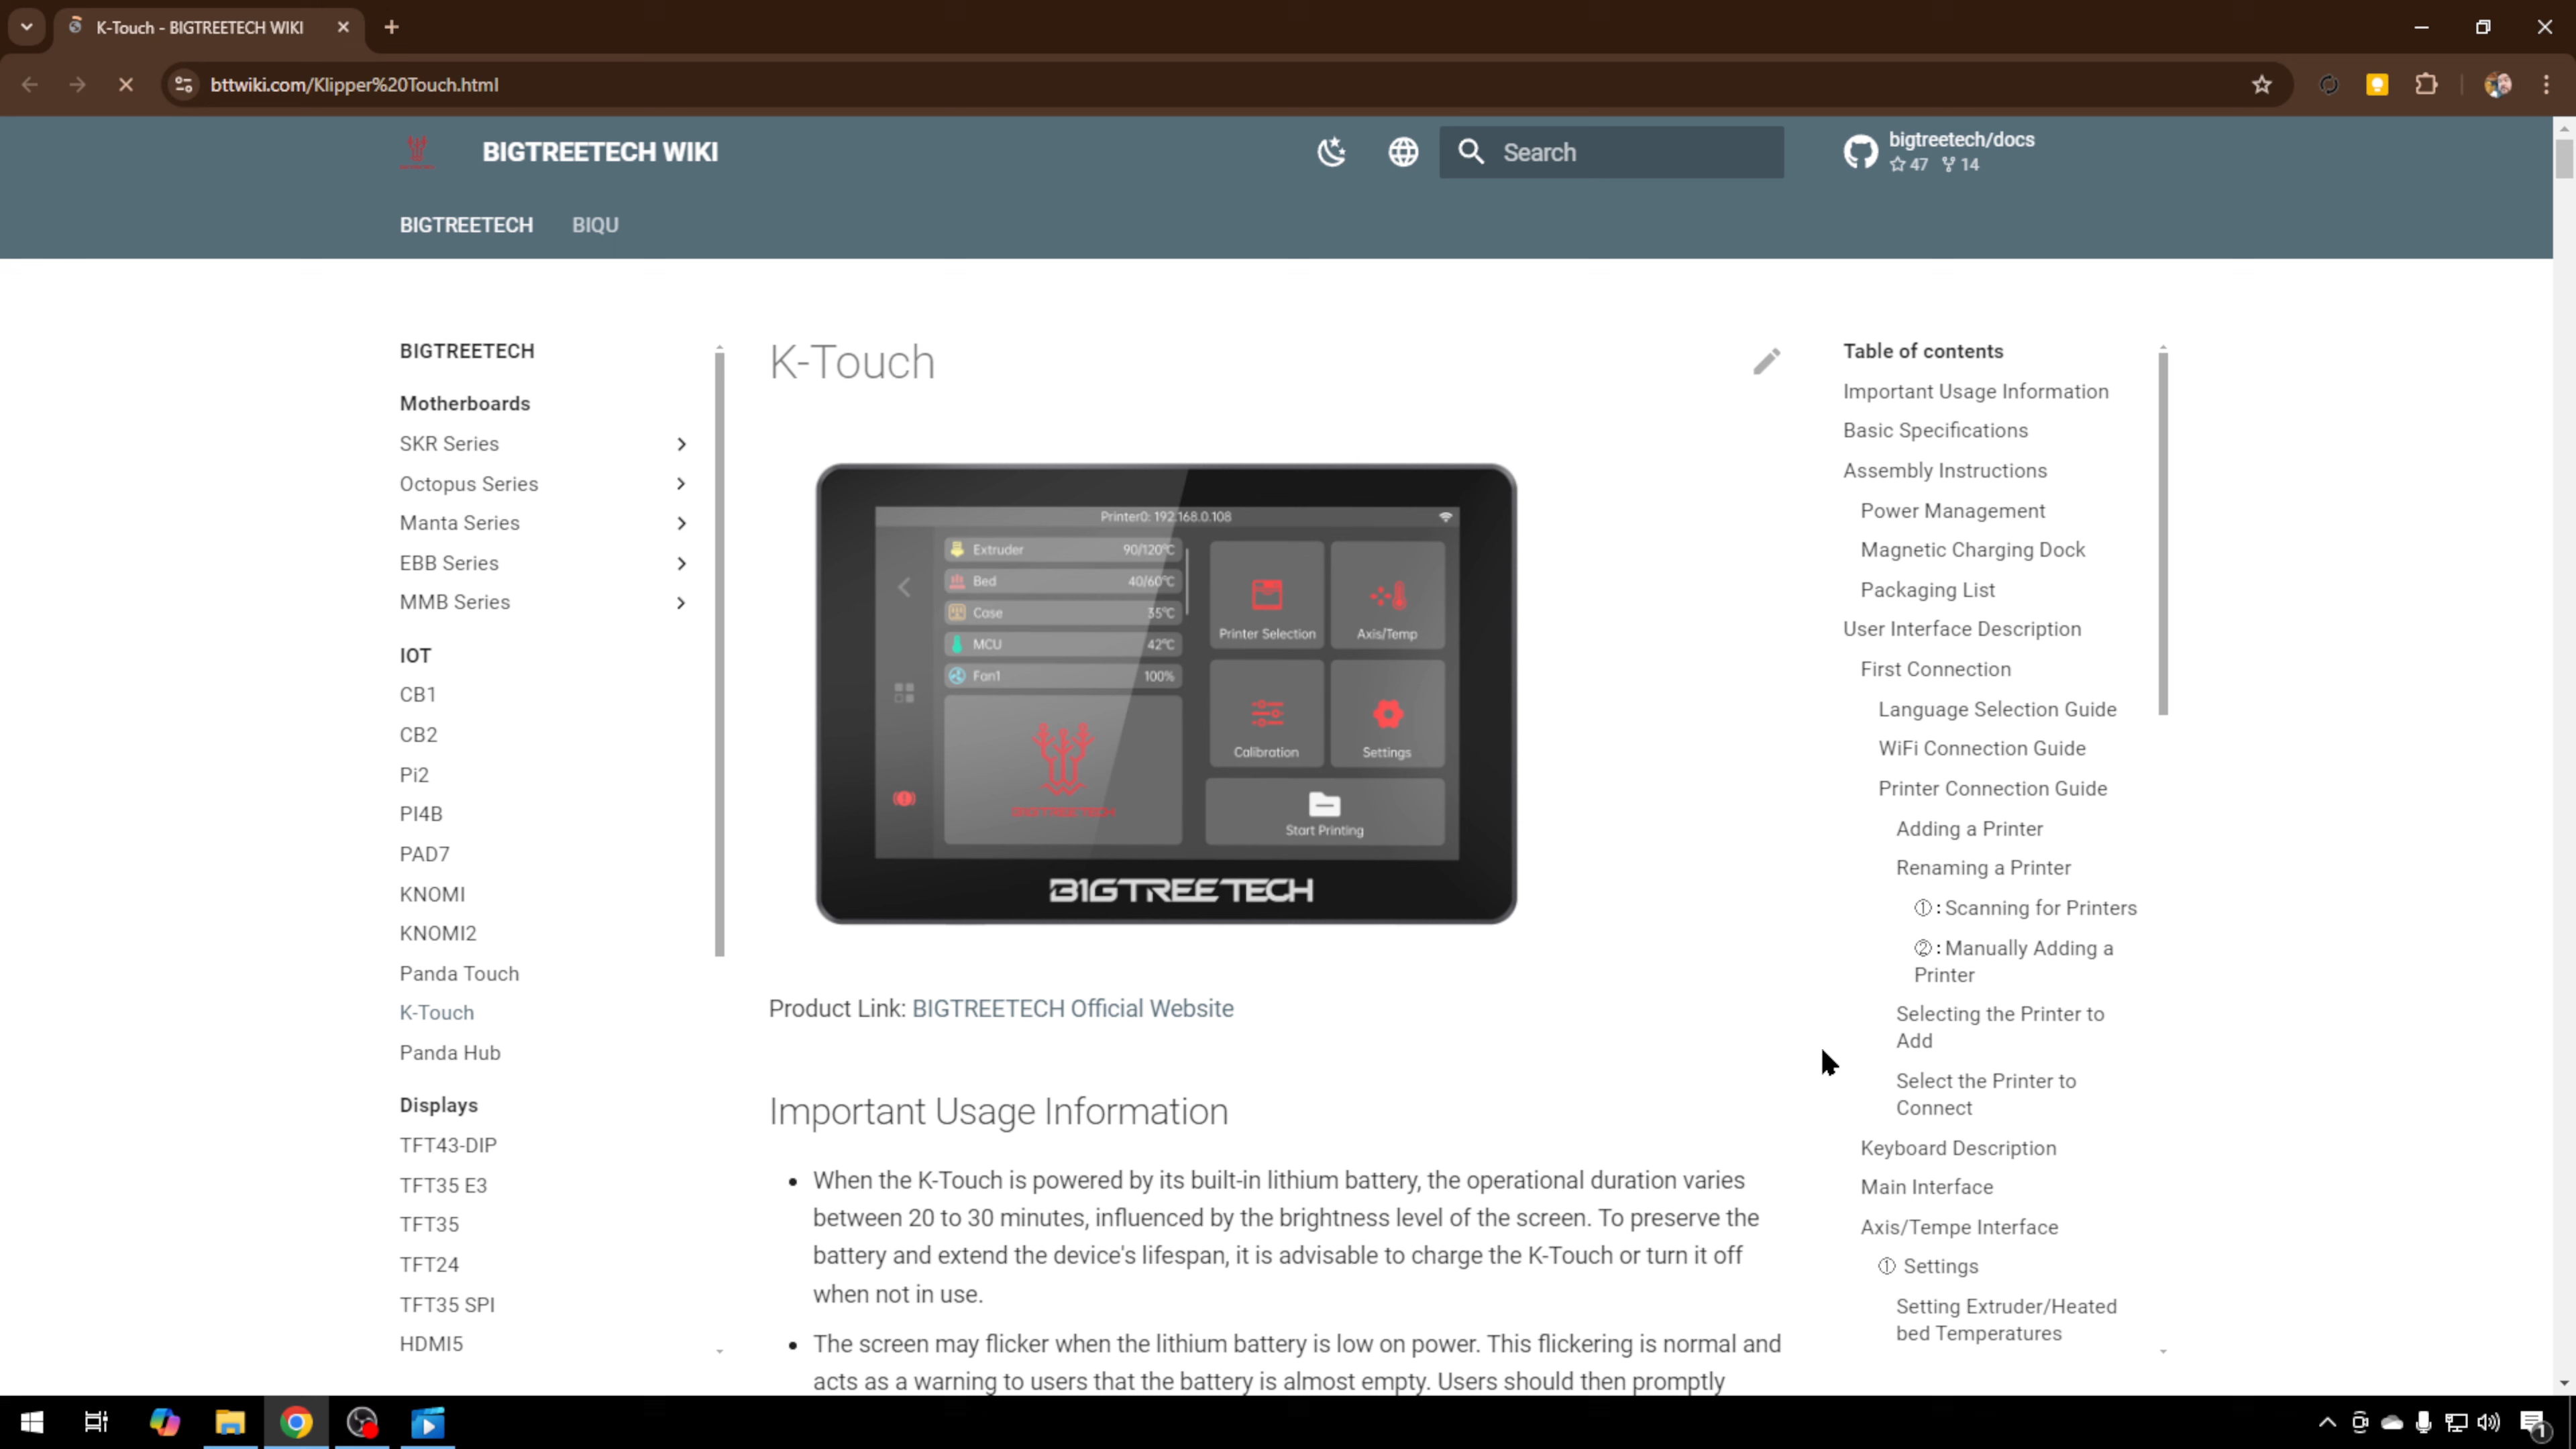 K-Touch - BIGTREETECH WIKI
bttwiki.com/Klipper%20Touch.html
BIGTREETECH WIKI
Search
bigtreetech/docs
47 14
BIGTREETECH BIQU
BIGTREETECH
Motherboards
SKR Series
Octopus Series
Manta Series
EBB Series
MMB Series
IOT
CB1
CB2
Pi2
PI4B
PAD7
KNOMI
KNOMI2
Panda Touch
K-Touch
Panda Hub
Displays
TFT43-DIP
TFT35 E3
TFT35
TFT24
TFT35 SPI
HDMI5
K-Touch
Printer0: 192.168.0.108
Extruder 90/120°C
Bed 40/60°C
Case 35°C
MCU 42°C
Fan1 100%
BIGTREETECH
Printer Selection
Axis/Temp
Calibration
Settings
Start Printing
BIGTREETECH
Product Link: BIGTREETECH Official Website
Important Usage Information
• When the K-Touch is powered by its built-in lithium battery, the operational duration varies
between 20 to 30 minutes, influenced by the brightness level of the screen. To preserve the
battery and extend the device's lifespan, it is advisable to charge the K-Touch or turn it off
when not in use.
• The screen may flicker when the lithium battery is low on power. This flickering is normal and
acts as a warning to users that the battery is almost empty. Users should then promptly
Table of contents
Important Usage Information
Basic Specifications
Assembly Instructions
Power Management
Magnetic Charging Dock
Packaging List
User Interface Description
First Connection
Language Selection Guide
WiFi Connection Guide
Printer Connection Guide
Adding a Printer
Renaming a Printer
①：Scanning for Printers
②：Manually Adding a
Printer
Selecting the Printer to
Add
Select the Printer to
Connect
Keyboard Description
Main Interface
Axis/Tempe Interface
① Settings
Setting Extruder/Heated
bed Temperatures
1